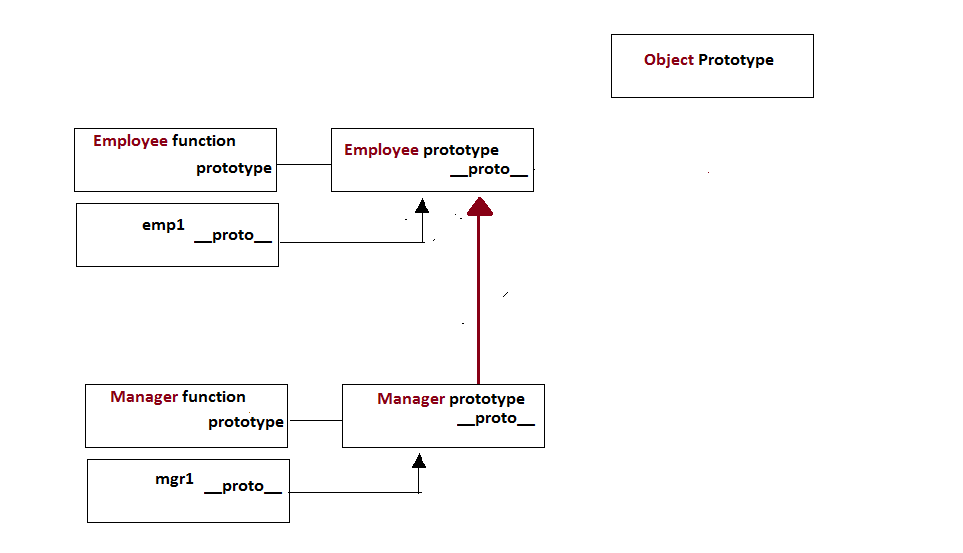 Object Prototype
Employee function
prototype
Employee prototype
__proto__
emp1
__proto__
Manager function
prototype
Manager prototype
__proto__
mgr1
__proto__